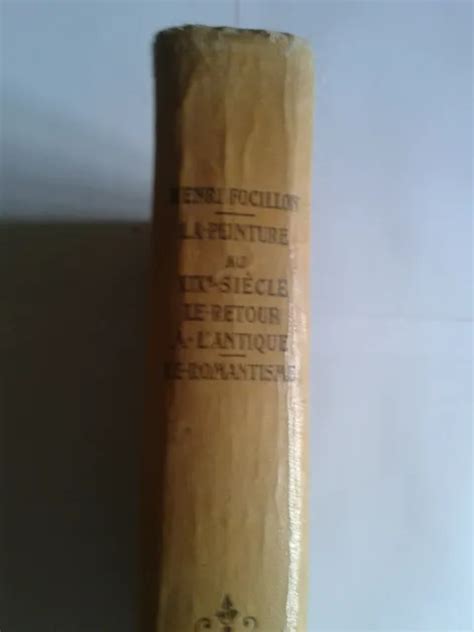 HENRI FOCILLON
LA-PEINTURE
AU
XIXE-SIÈCLE
LE-RETOUR
A-L'ANTIQUE
LE-ROMANTISME